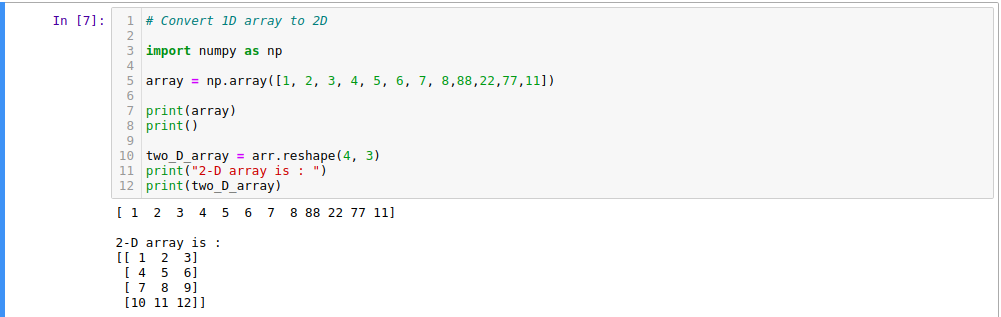 In [7]:
1 # Convert 1D array to 2D
2
3 import numpy as np
4
5 array = np.array([1, 2, 3, 4, 5, 6, 7, 8,88,22,77,11])
6
7 print(array)
8 print()
9
10 two_D_array = arr.reshape(4, 3)
11 print("2-D array is : ")
12 print(two_D_array)
[ 1  2  3  4  5  6  7  8 88 22 77 11]
2-D array is :
[[ 1  2  3]
 [ 4  5  6]
 [ 7  8  9]
 [10 11 12]]